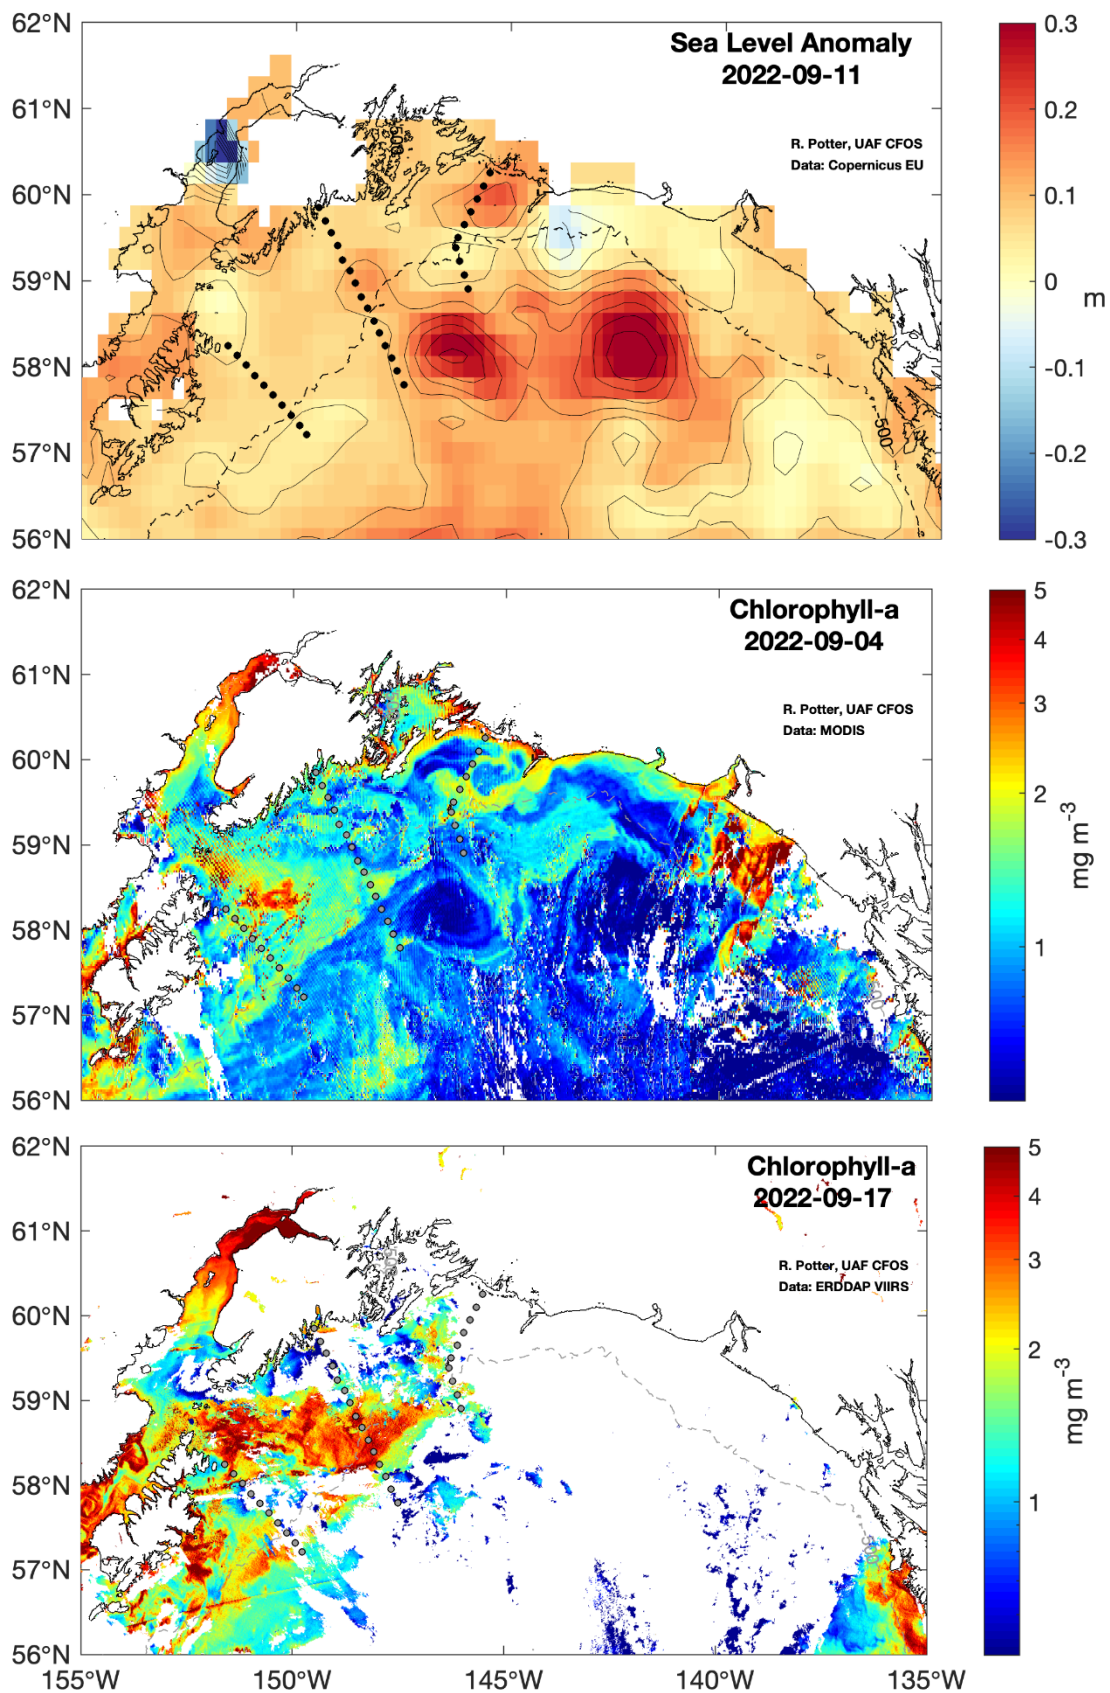 62°N
61°N
60°N
59°N
58°N
57°N
56°N
Sea Level Anomaly
2022-09-11
R. Potter, UAF CFOS
Data: Copernicus EU
500
500
0.3
0.2
0.1
0
-0.1
-0.2
-0.3
m
62°N
61°N
60°N
59°N
58°N
57°N
56°N
Chlorophyll-a
2022-09-04
R. Potter, UAF CFOS
Data: MODIS
500
5
4
3
2
1
mg m-3
62°N
61°N
60°N
59°N
58°N
57°N
56°N
Chlorophyll-a
2022-09-17
R. Potter, UAF CFOS
Data: ERDDAP VIIRS
500
500
5
4
3
2
1
mg m-3
155°W
150°W
145°W
140°W
135°W